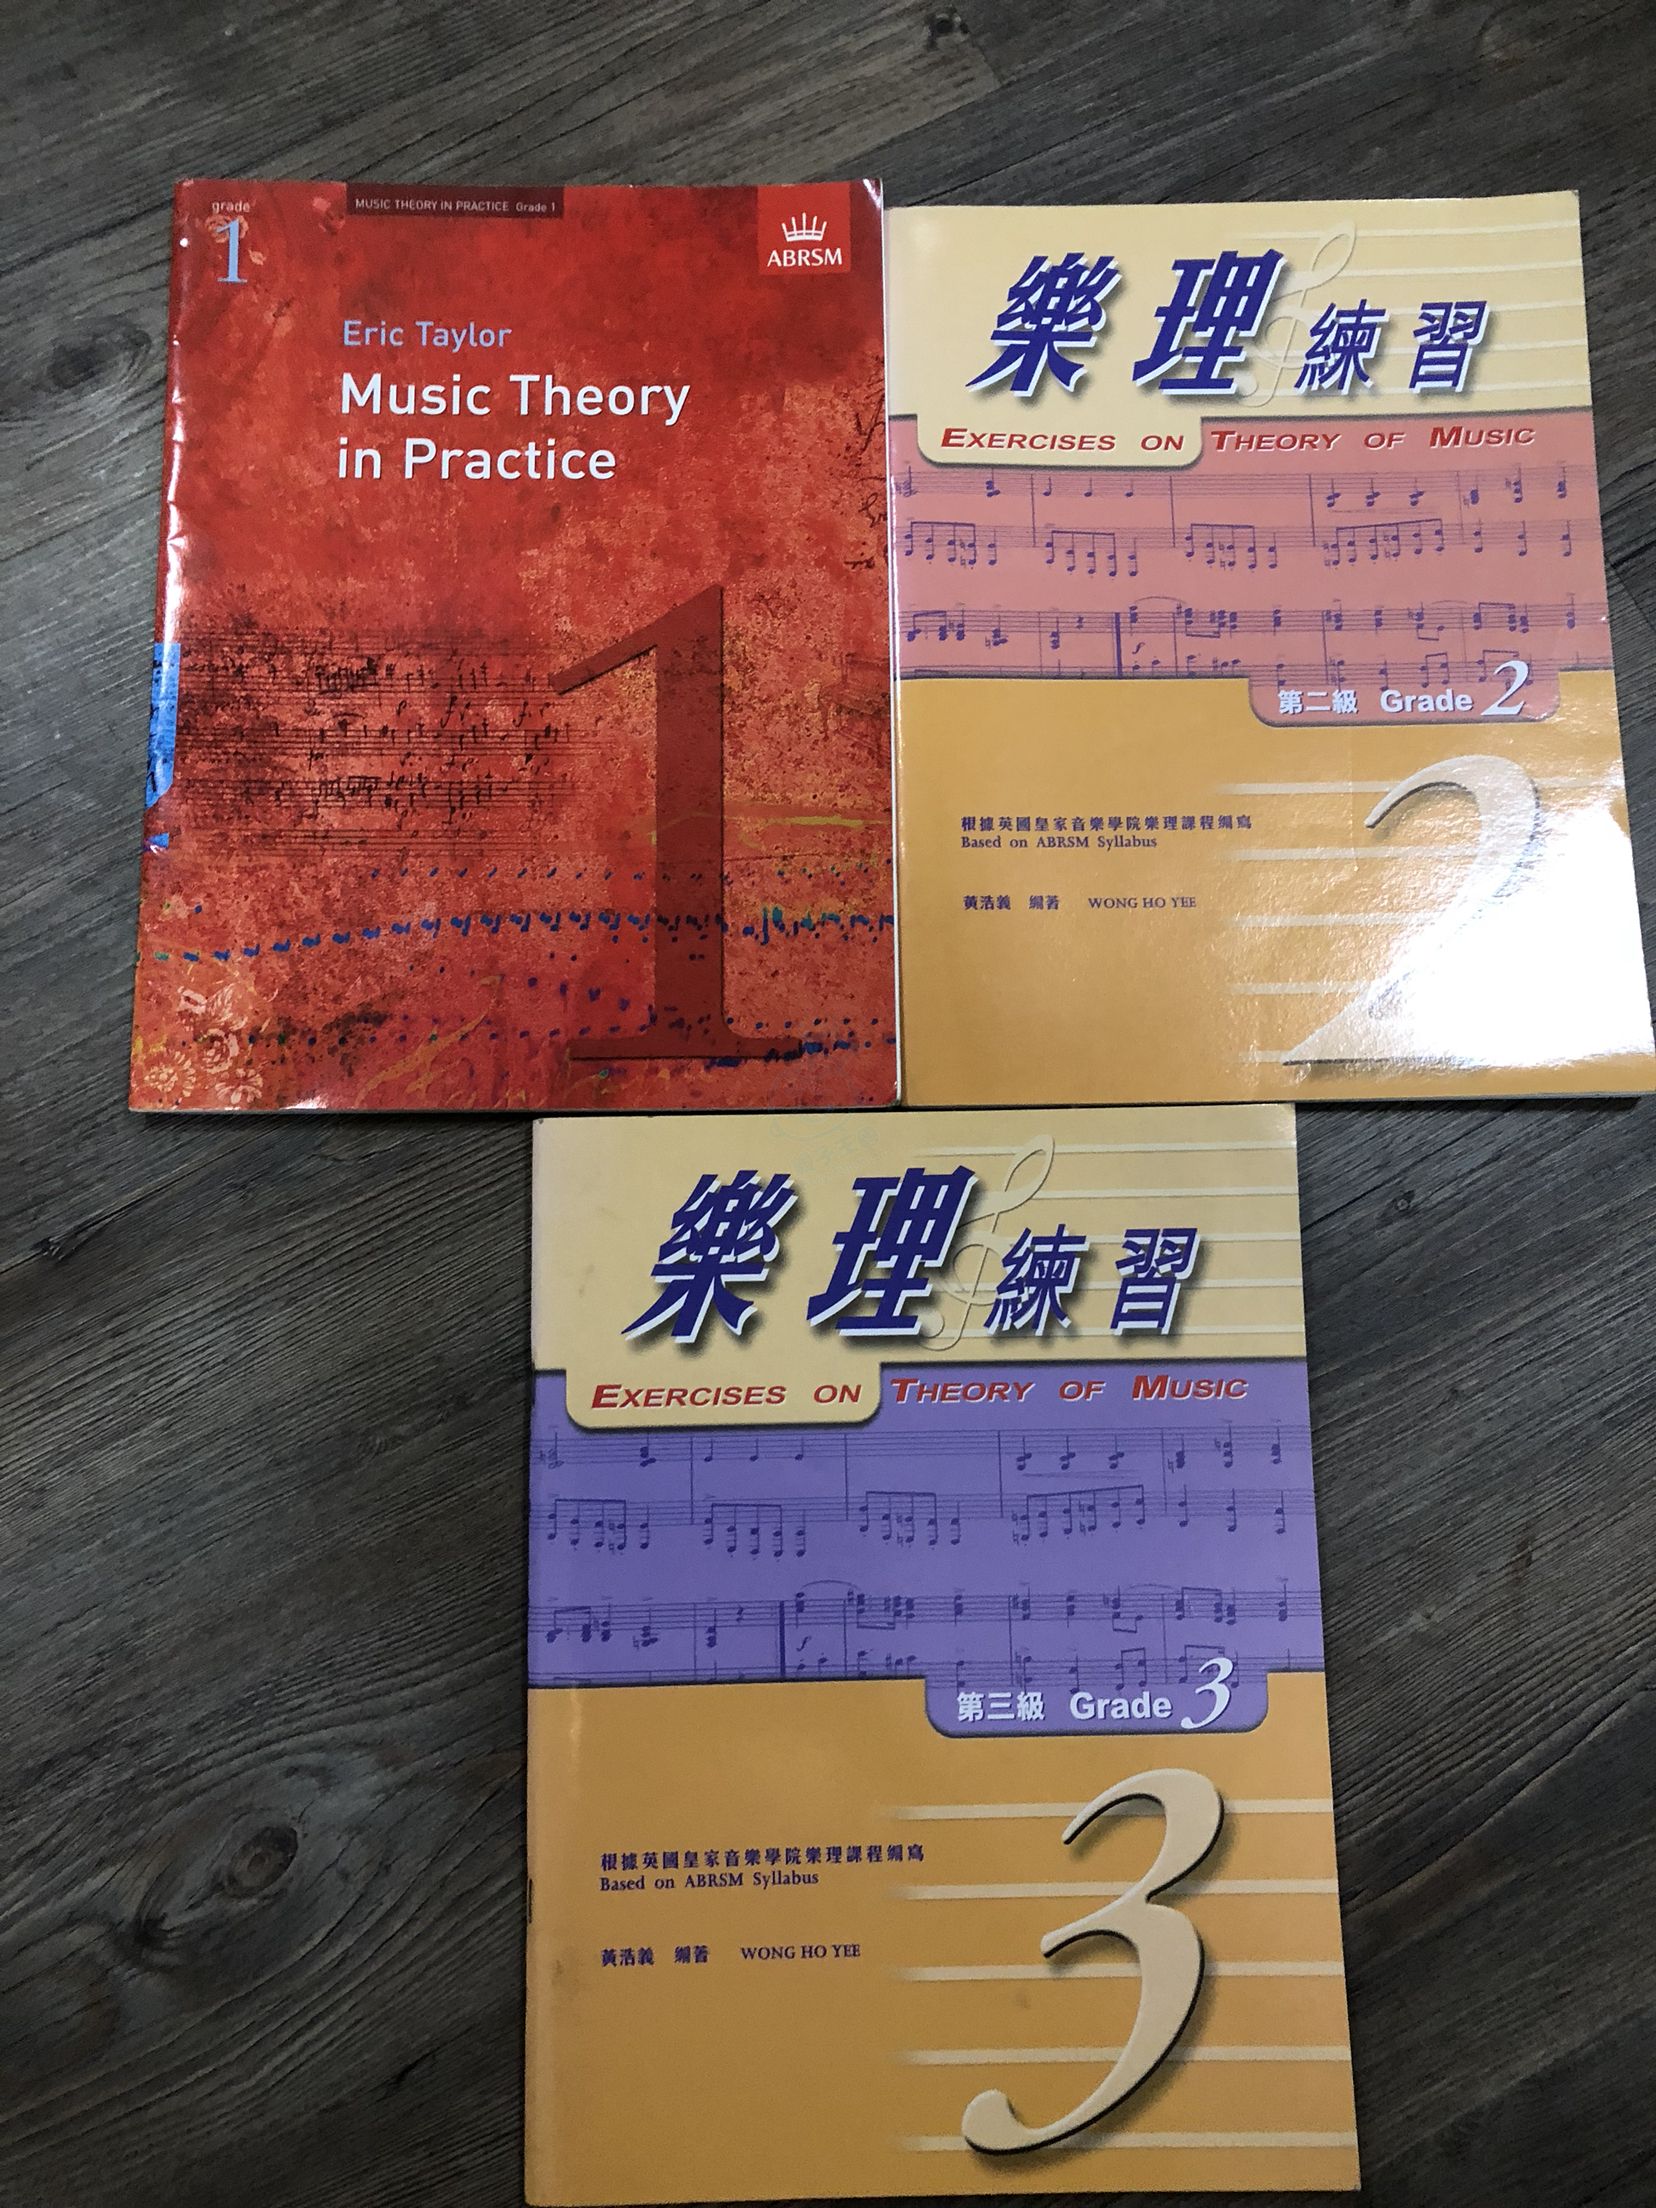 grade
1
MUSIC THEORY IN PRACTICE Grade 1
ABRSM
Eric Taylor
Music Theory
in Practice
1
樂理練習
EXERCISES ON THEORY OF MUSIC
第二級 Grade 2
2
根據英國皇家音樂學院樂理課程編寫
Based on ABRSM Syllabus
黃浩義 編著 WONG HO YEE
樂理練習
EXERCISES ON THEORY OF MUSIC
第三級 Grade 3
3
根據英國皇家音樂學院樂理課程編寫
Based on ABRSM Syllabus
黃浩義 編著 WONG HO YEE